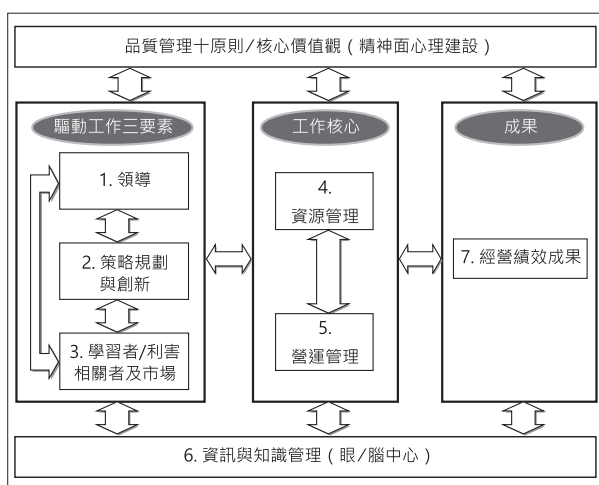 品質管理十原則/核心價值觀（精神面心理建設）
驅動工作三要素
1. 領導
2. 策略規劃
與創新
3. 學習者/利害
相關者及市場
工作核心
4.
資源管理
5.
營運管理
成果
7. 經營績效成果
6. 資訊與知識管理（眼/腦中心）